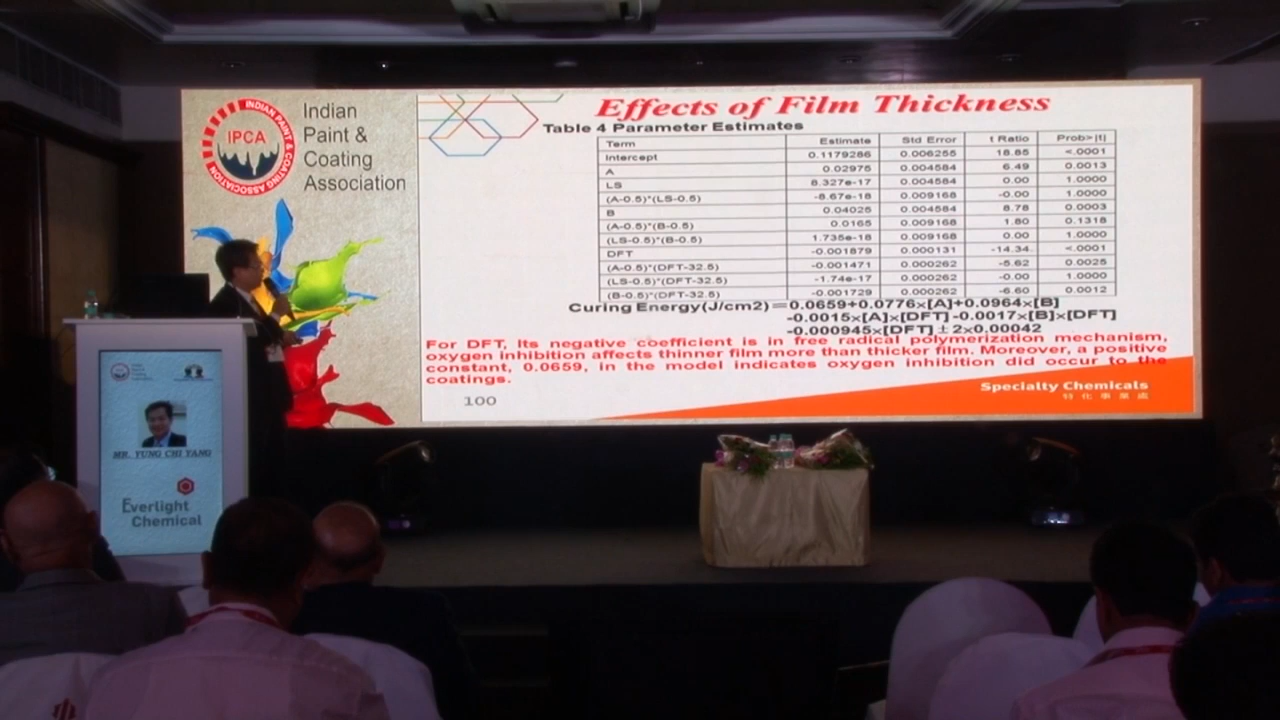 INDIAN PAINT & COATING ASSOCIATION
IPCA
Indian
Paint &
Coating
Association
Effects of Film Thickness
Table 4 Parameter Estimates
Term Estimate Std Error t Ratio Prob>|t|
Intercept 0.1179286 0.006255 18.85 <.0001
A 0.02975 0.004584 6.49 0.0013
LS 8.327e-17 0.004584 0.00 1.0000
(A-0.5)*(LS-0.5) -8.67e-18 0.009168 -0.00 1.0000
B 0.04025 0.004584 8.78 0.0003
(A-0.5)*(B-0.5) 0.0165 0.009168 1.80 0.1318
(LS-0.5)*(B-0.5) 1.735e-18 0.009168 0.00 1.0000
DFT -0.001879 0.000131 -14.34 <.0001
(A-0.5)*(DFT-32.5) -0.001471 0.000262 -5.62 0.0025
(LS-0.5)*(DFT-32.5) -1.74e-17 0.000262 -0.00 1.0000
(B-0.5)*(DFT-32.5) -0.001729 0.000262 -6.60 0.0012
Curing Energy(J/cm2)=0.0659+0.0776×[A]+0.0964×[B]
-0.0015×[A]×[DFT]-0.0017×[B]×[DFT]
-0.000945×[DFT]±2×0.00042
For DFT, Its negative coefficient is in free radical polymerization mechanism,
oxygen inhibition affects thinner film more than thicker film. Moreover, a positive
constant, 0.0659, in the model indicates oxygen inhibition did occur to the
coatings.
100
Specialty Chemicals
特化事業處
MR. YUNG CHI YANG
Everlight
Chemical